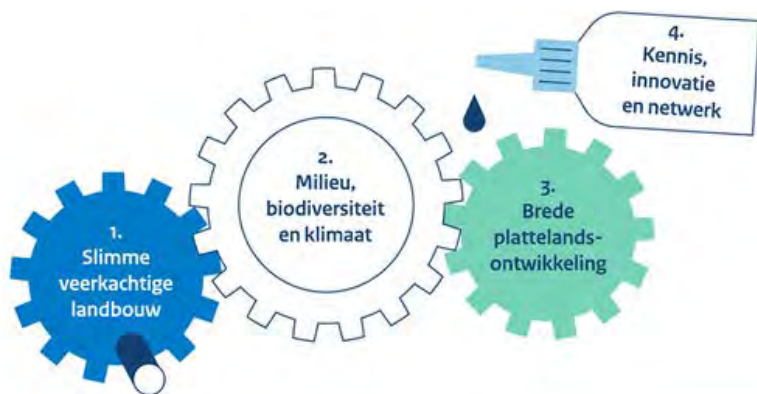 1.
Slimme
veerkachtige
landbouw
2.
Milieu,
biodiversiteit
en klimaat
3.
Brede
plattelands-
ontwikkeling
4.
Kennis,
innovatie
en netwerk